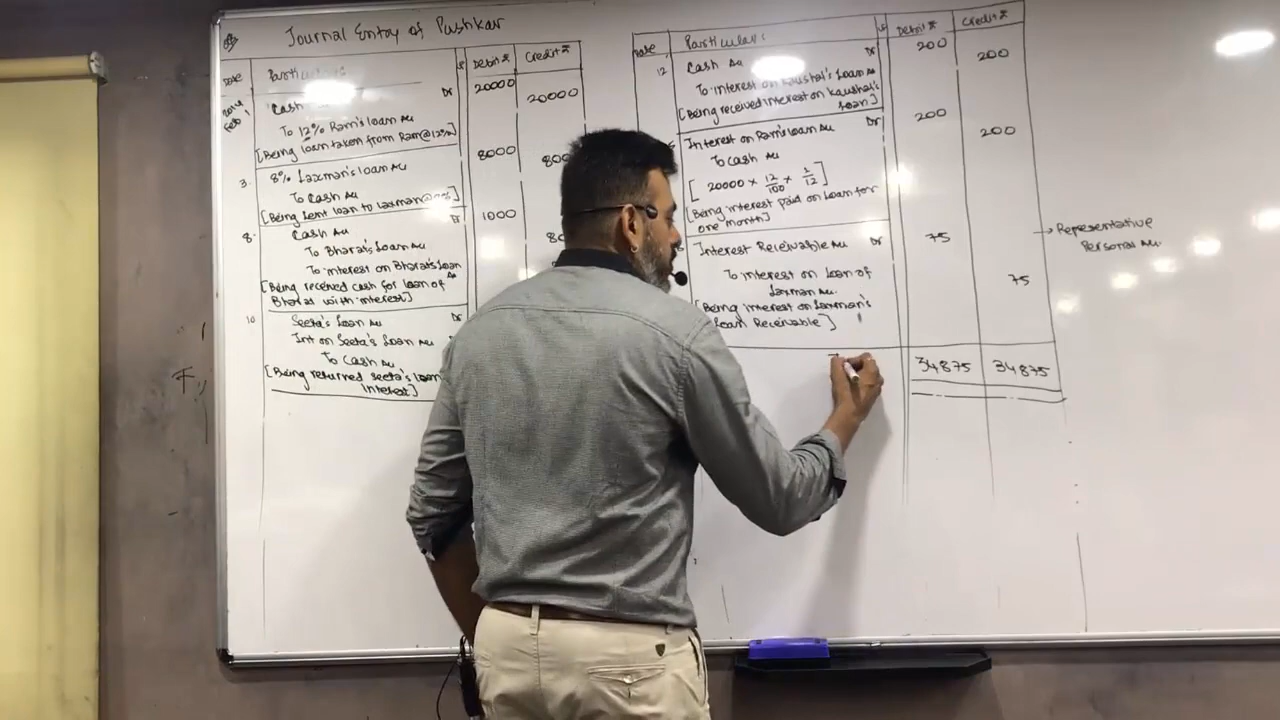 Journal Entry of Pushkar
Date Particulars Debit ₹ Credit ₹
2014 Feb 1 Cash Dr 20000
To 12% Ram's loan A/c 20000
[Being loan taken from Ram@12%]
3. 8% Laxman's loan A/c 8000
To Cash A/c 800
[Being lent loan to Laxman
8. Cash A/c Dr 1000
To Bharat's Loan A/c
To interest on Bharat's Loan A/c
[Being received cash for loan of
Bharat with interest]
10 Seeta's Loan A/c Dr
Int on Seeta's Loan A/c
To Cash A/c
[Being returned seeta's loan
interest]
Date Particulars Debit ₹ Credit ₹
12 Cash A/c Dr 200
To interest on Kaushal's Loan A/c 200
[Being received interest on Kaushal's
Loan]
Interest on Ram's loan A/c Dr 200
To cash A/c 200
[20000 × 12/100 × 1/12]
[Being interest paid on loan for
one month]
Interest Receivable A/c Dr 75 → Representative
Personal A/c
To interest on Loan of
Laxman A/c. 75
[Being interest on Laxman's
Loan Receivable]
34875 34875